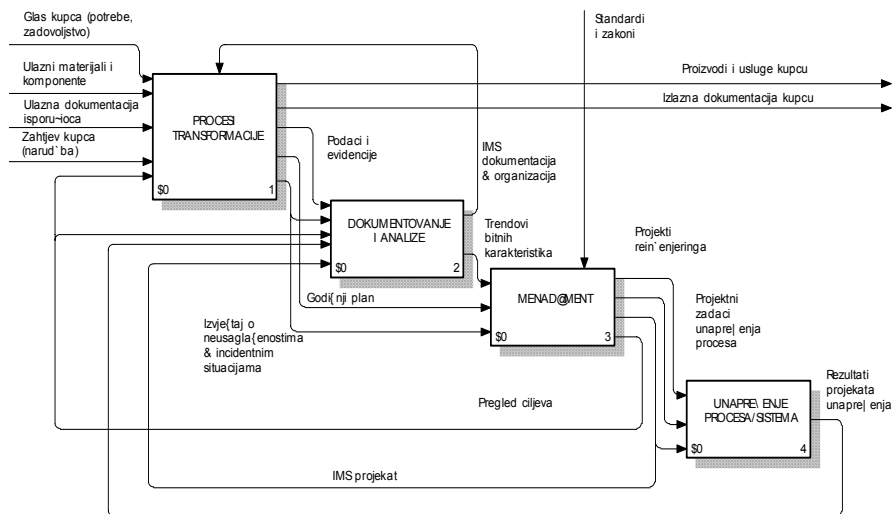 Glas kupca (potrebe,
zadovoljstvo)
Ulazni materijali i
komponente
Ulazna dokumentacija
isporu~ioca
Zahtjev kupca
(narud`ba)
Standardi
i zakoni
PROCESI
TRANSFORMACIJE
$0
1
Proizvodi i usluge kupcu
Izlazna dokumentacija kupcu
Podaci i
evidencije
IMS
dokumentacija
& organizacija
DOKUMENTOVANJE
I ANALIZE
$0
2
Trendovi
bitnih
karakteristika
Projekti
rein`enjeringa
MENAD@MENT
$0
3
Godi{nji plan
Izvje{taj o
neusagla{enostima
& incidentnim
situacijama
Projektni
zadaci
unapre|enja
procesa
Rezultati
projekata
unapre|enja
UNAPRE\ENJE
PROCESA/SISTEMA
$0
4
Pregled ciljeva
IMS projekat